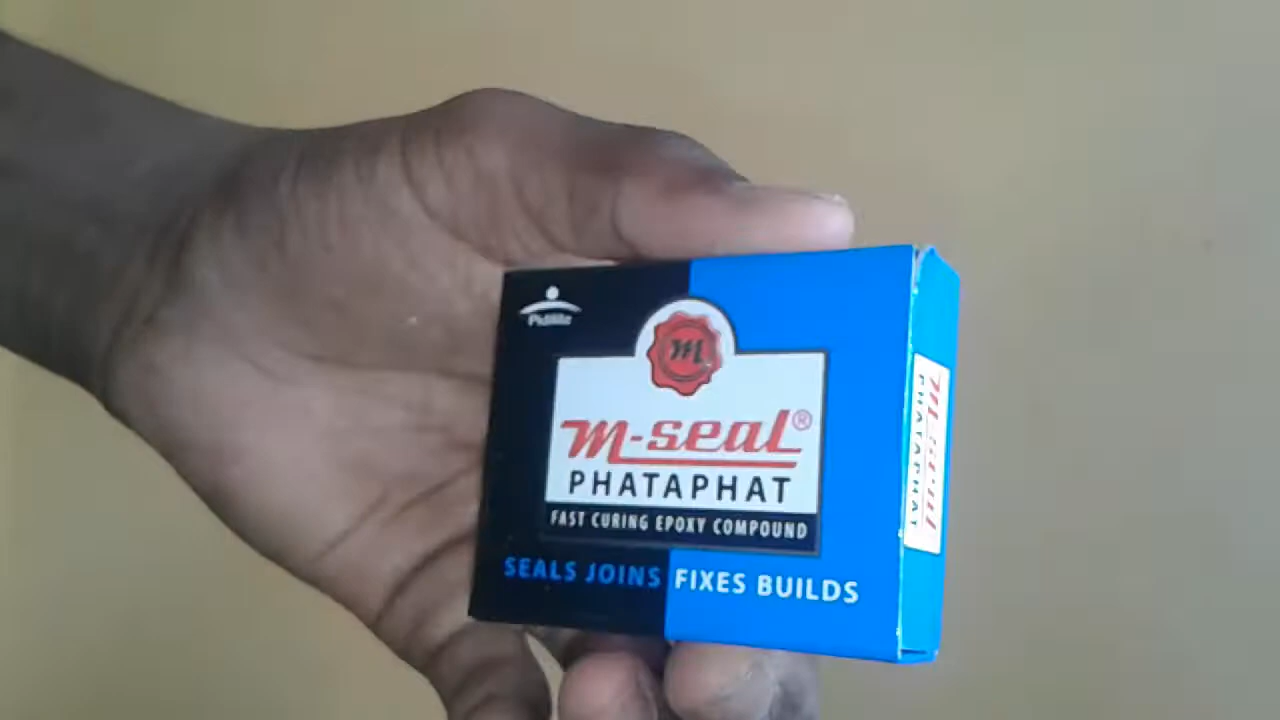 Pidilite
m
m-seal®
PHATAPHAT
FAST CURING EPOXY COMPOUND
SEALS JOINS FIXES BUILDS
m-seal
PHATAPHAT